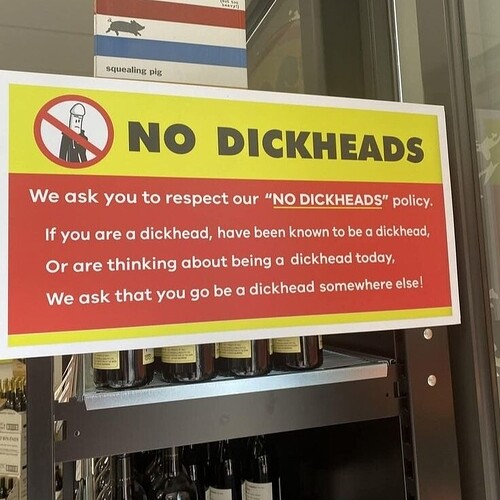 squealing pig
NO DICKHEADS
We ask you to respect our “NO DICKHEADS” policy.
If you are a dickhead, have been known to be a dickhead,
Or are thinking about being a dickhead today,
We ask that you go be a dickhead somewhere else!